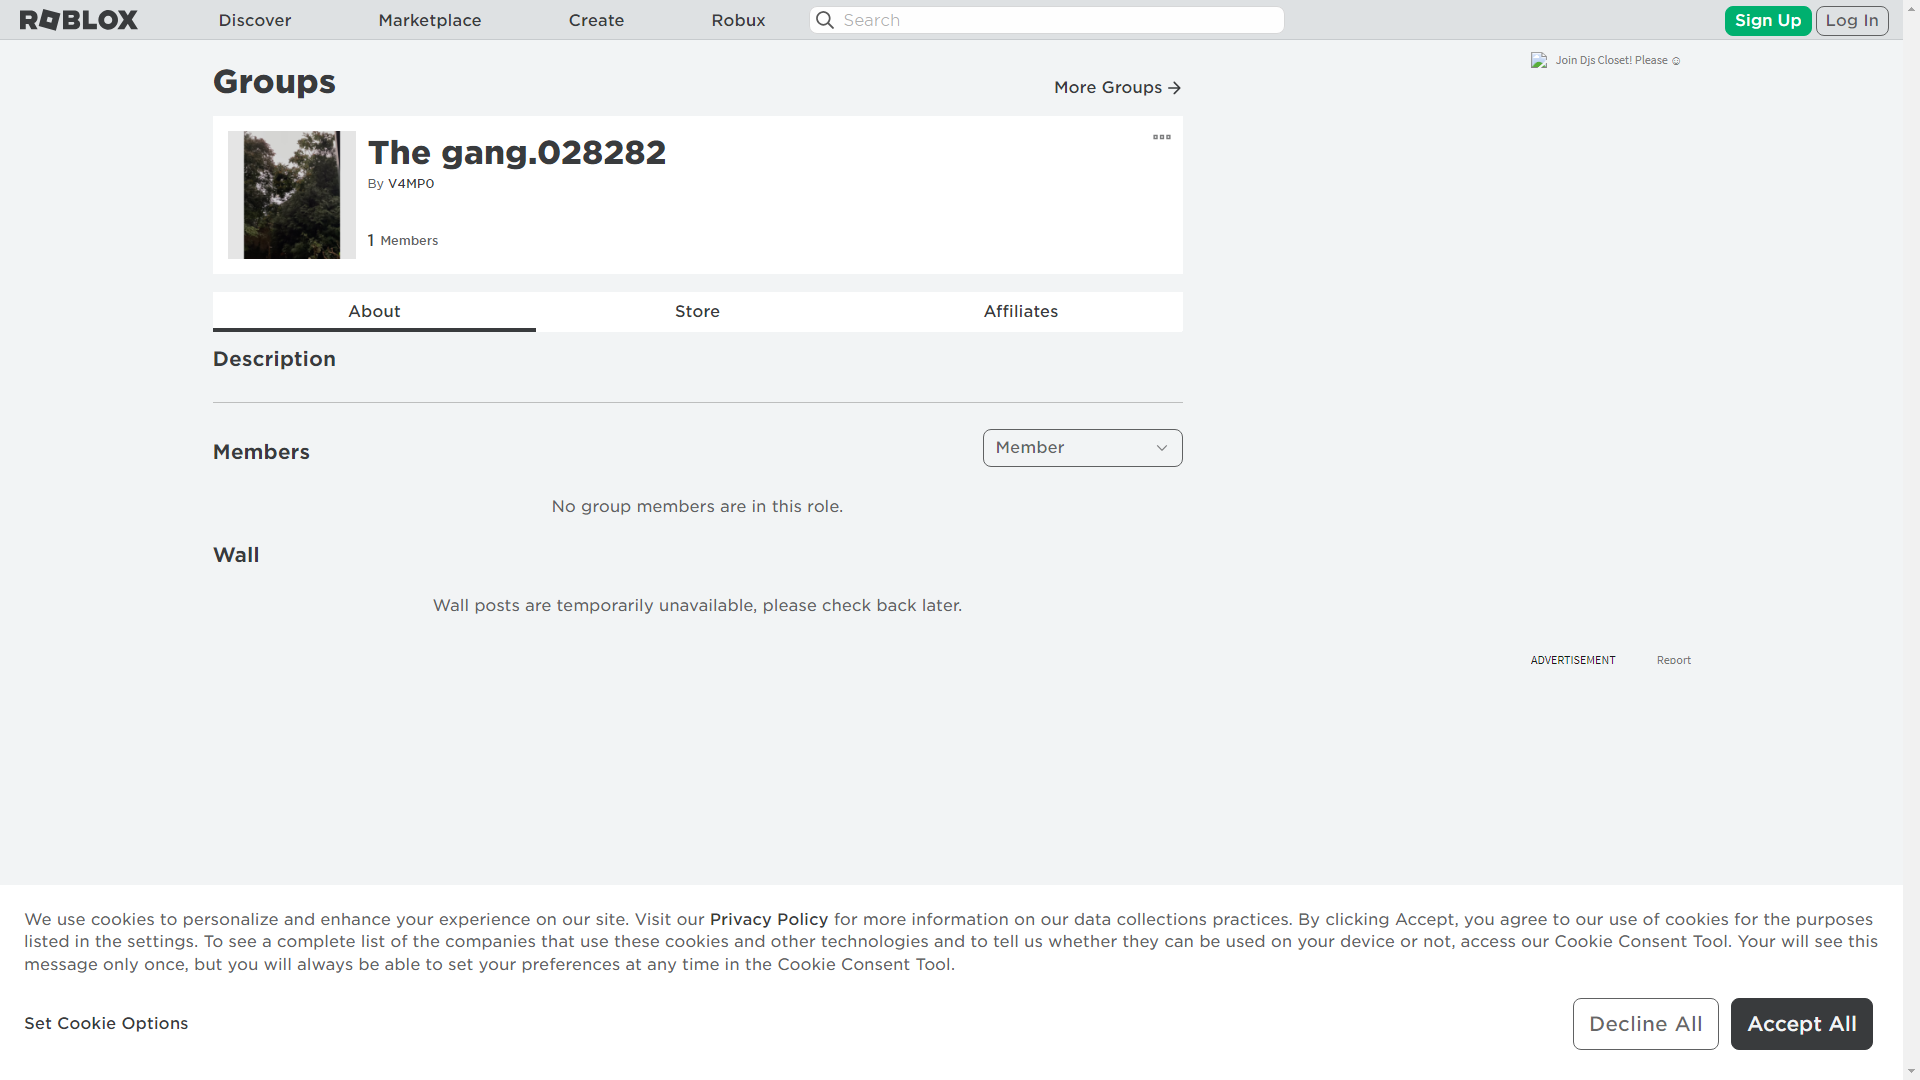 ROBLOX
Discover
Marketplace
Create
Robux
Search
Sign Up
Log In
Join Djs Closet! Please ☺
Groups
More Groups →
The gang.028282
By V4MP0
1 Members
About
Store
Affiliates
Description
Members
Member
No group members are in this role.
Wall
Wall posts are temporarily unavailable, please check back later.
ADVERTISEMENT
Report
We use cookies to personalize and enhance your experience on our site. Visit our Privacy Policy for more information on our data collections practices. By clicking Accept, you agree to our use of cookies for the purposes
listed in the settings. To see a complete list of the companies that use these cookies and other technologies and to tell us whether they can be used on your device or not, access our Cookie Consent Tool. Your will see this
message only once, but you will always be able to set your preferences at any time in the Cookie Consent Tool.
Set Cookie Options
Decline All
Accept All